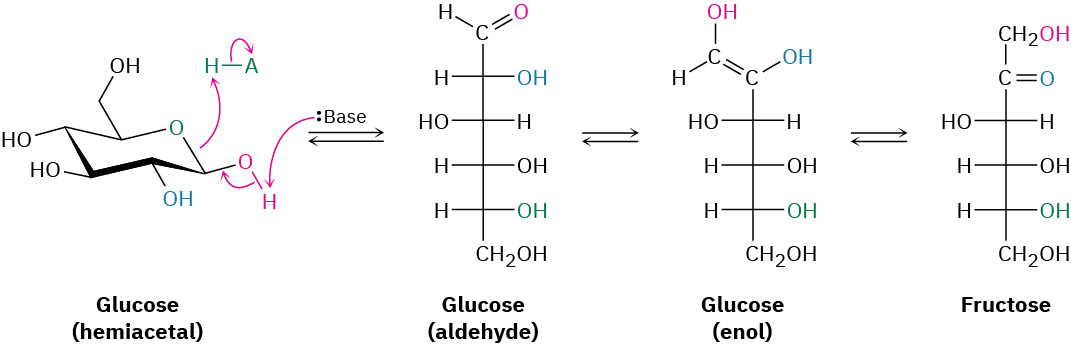 OH
H—A
HO
O
:Base
O
HO
OH
H
Glucose
(hemiacetal)
H
O
C
H
OH
HO
H
H
OH
H
OH
CH₂OH
Glucose
(aldehyde)
OH
C
OH
H
C
HO
H
H
OH
H
OH
CH₂OH
Glucose
(enol)
CH₂OH
C=O
HO
H
H
OH
H
OH
CH₂OH
Fructose